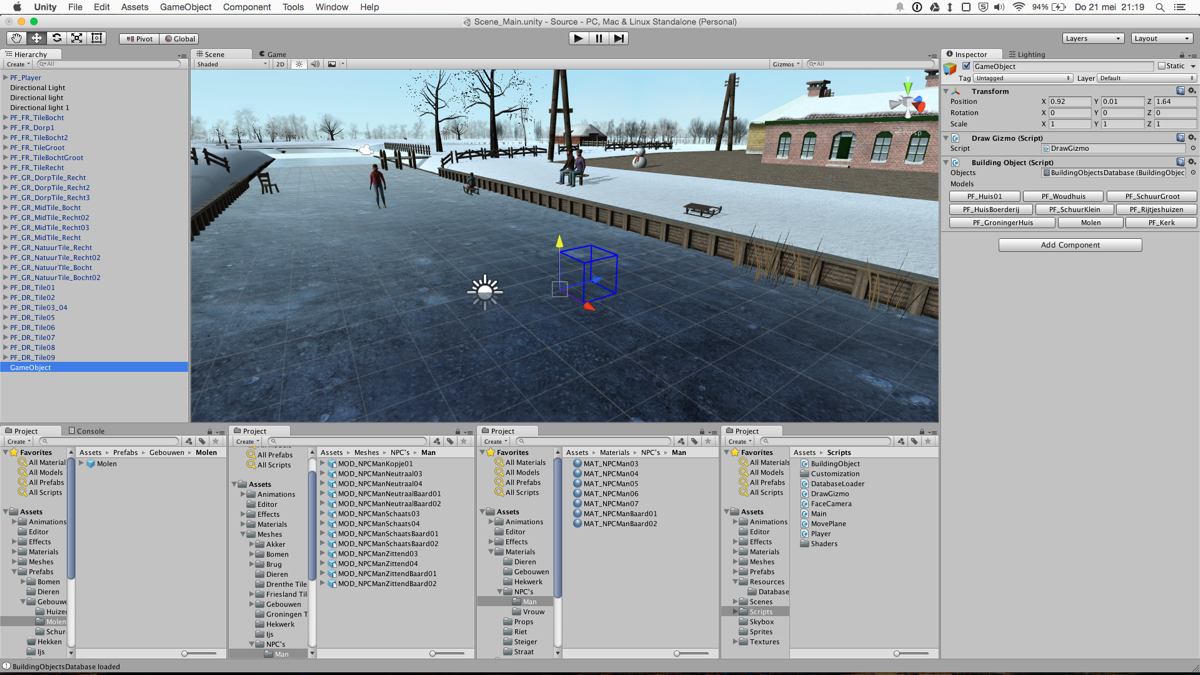 Unity File Edit Assets GameObject Component Tools Window Help 94% Do 21 mei 21:19
Scene_Main.unity - Source - PC, Mac & Linux Standalone (Personal)
Pivot Global Layers Layout
Hierarchy
Create All
PF_Player
Directional Light
Directional light
Directional light 1
PF_FR_TileBocht
PF_FR_Dorp1
PF_FR_TileBocht2
PF_FR_TileGroot
PF_FR_TileBochtGroot
PF_FR_TileRecht
PF_GR_DorpTile_Recht
PF_GR_DorpTile_Recht2
PF_GR_DorpTile_Recht3
PF_GR_MidTile_Bocht
PF_GR_MidTile_Recht02
PF_GR_MidTile_Recht03
PF_GR_MidTile_Recht
PF_GR_NatuurTile_Recht
PF_GR_NatuurTile_Recht02
PF_GR_NatuurTile_Bocht
PF_GR_NatuurTile_Bocht02
PF_DR_Tile01
PF_DR_Tile02
PF_DR_Tile03_04
PF_DR_Tile05
PF_DR_Tile06
PF_DR_Tile07
PF_DR_Tile08
PF_DR_Tile09
GameObject
Scene Game
Shaded 2D Gizmos All
Inspector Lighting
GameObject Static
Tag Untagged Layer Default
Transform
Position X 0.92 Y 0.01 Z 1.64
Rotation X 0 Y 0 Z 0
Scale X 1 Y 1 Z 1
Draw Gizmo (Script)
Script DrawGizmo
Building Object (Script)
Objects BuildingObjectsDatabase (BuildingObjec
Models
PF_Huis01 PF_Woudhuis PF_SchuurGroot
PF_HuisBoerderij PF_SchuurKlein PF_Rijtjeshuizen
PF_GroningerHuis Molen PF_Kerk
Add Component
Project Console
Create
Favorites
All Material
All Models
All Prefabs
All Scripts
Assets
Animations
Editor
Effects
Materials
Meshes
Prefabs
Bomen
Dieren
Gebouwe
Huizen
Molen
Schur
Hekken
Ijs
Assets Prefabs Gebouwen Molen
Molen
Project
Create
All Prefabs
All Scripts
Assets
Animations
Editor
Effects
Materials
Meshes
Akker
Bomen
Brug
Dieren
Drenthe Tile
Friesland Til
Gebouwen
Groningen T
Hekwerk
Ijs
NPC's
Man
Assets Meshes NPC's Man
MOD_NPCManKopje01
MOD_NPCManNeutraal03
MOD_NPCManNeutraal04
MOD_NPCManNeutraalBaard01
MOD_NPCManNeutraalBaard02
MOD_NPCManSchaats03
MOD_NPCManSchaats04
MOD_NPCManSchaatsBaard01
MOD_NPCManSchaatsBaard02
MOD_NPCManZittend03
MOD_NPCManZittend04
MOD_NPCManZittendBaard01
MOD_NPCManZittendBaard02
Project
Create
Favorites
All Materials
All Models
All Prefabs
All Scripts
Assets
Animations
Editor
Effects
Materials
Dieren
Gebouwen
Hekwerk
NPC's
Man
Vrouw
Props
Riet
Steiger
Straat
Assets Materials NPC's Man
MAT_NPCMan03
MAT_NPCMan04
MAT_NPCMan05
MAT_NPCMan06
MAT_NPCMan07
MAT_NPCManBaard01
MAT_NPCManBaard02
Project
Create
Favorites
All Materials
All Models
All Prefabs
All Scripts
Assets
Animations
Editor
Effects
Materials
Meshes
Prefabs
Resources
Database
Scenes
Scripts
Skybox
Sprites
Textures
Assets Scripts
BuildingObject
Customization
DatabaseLoader
DrawGizmo
FaceCamera
Main
MovePlane
Player
Shaders
BuildingObjectsDatabase loaded